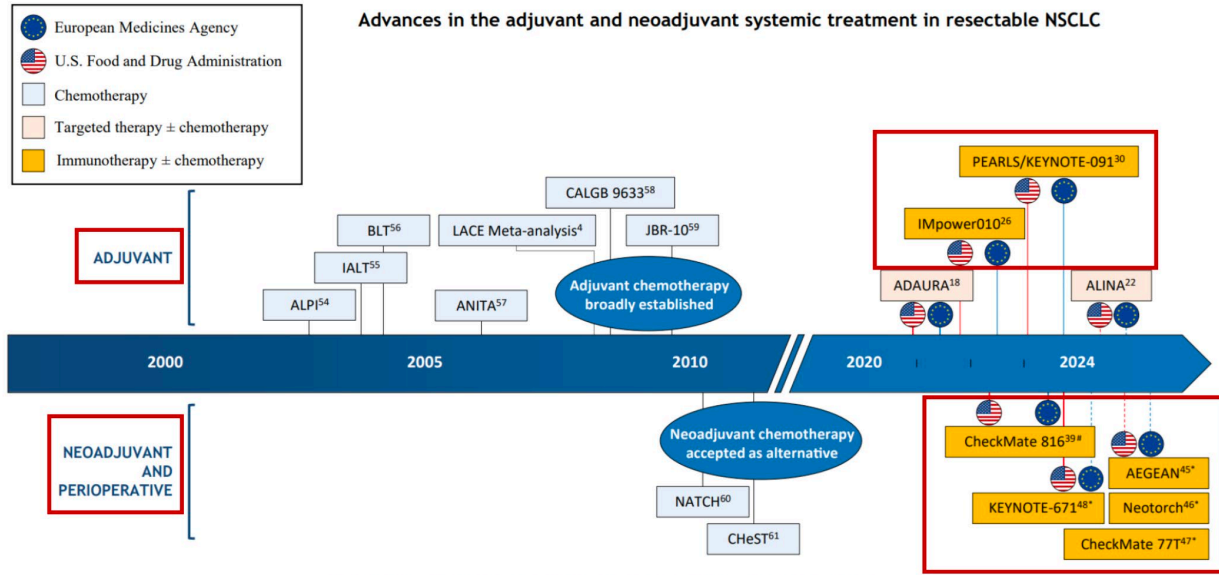 Advances in the adjuvant and neoadjuvant systemic treatment in resectable NSCLC
European Medicines Agency
U.S. Food and Drug Administration
Chemotherapy
Targeted therapy ± chemotherapy
Immunotherapy ± chemotherapy
PEARLS/KEYNOTE-091³⁰
CALGB 9633⁵⁸
IMpower010²⁶
BLT⁵⁶
LACE Meta-analysis⁴
JBR-10⁵⁹
ADJUVANT
IALT⁵⁵
Adjuvant chemotherapy
broadly established
ADAURA¹⁸
ALINA²²
ALPI⁵⁴
ANITA⁵⁷
2000
2005
2010
2020
2024
NEOADJUVANT
AND
PERIOPERATIVE
Neoadjuvant chemotherapy
accepted as alternative
CheckMate 816³⁹#
AEGEAN⁴⁵*
NATCH⁶⁰
KEYNOTE-671⁴⁸*
Neotorch⁴⁶*
CHeST⁶¹
CheckMate 77T⁴⁷*